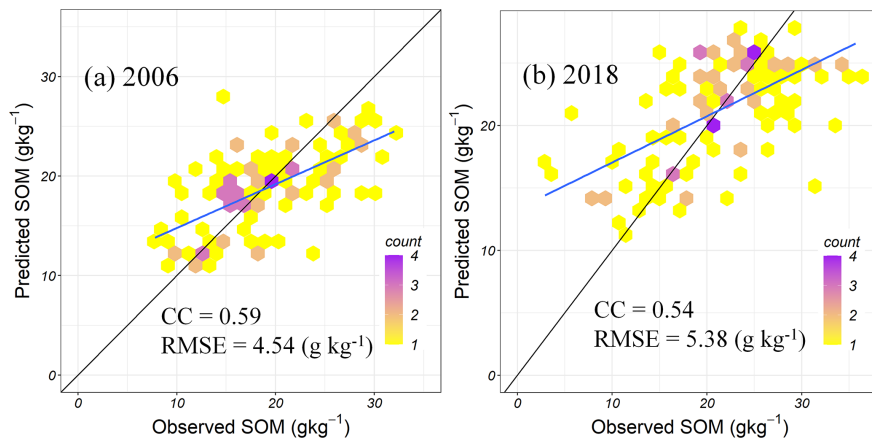 (a) 2006
Predicted SOM (gkg⁻¹)
30
20
10
0
count
4
3
2
1
CC = 0.59
RMSE = 4.54 (g kg⁻¹)
0
10
20
30
Observed SOM (gkg⁻¹)
(b) 2018
Predicted SOM (gkg⁻¹)
20
10
0
count
4
3
2
1
CC = 0.54
RMSE = 5.38 (g kg⁻¹)
0
10
20
30
Observed SOM (gkg⁻¹)